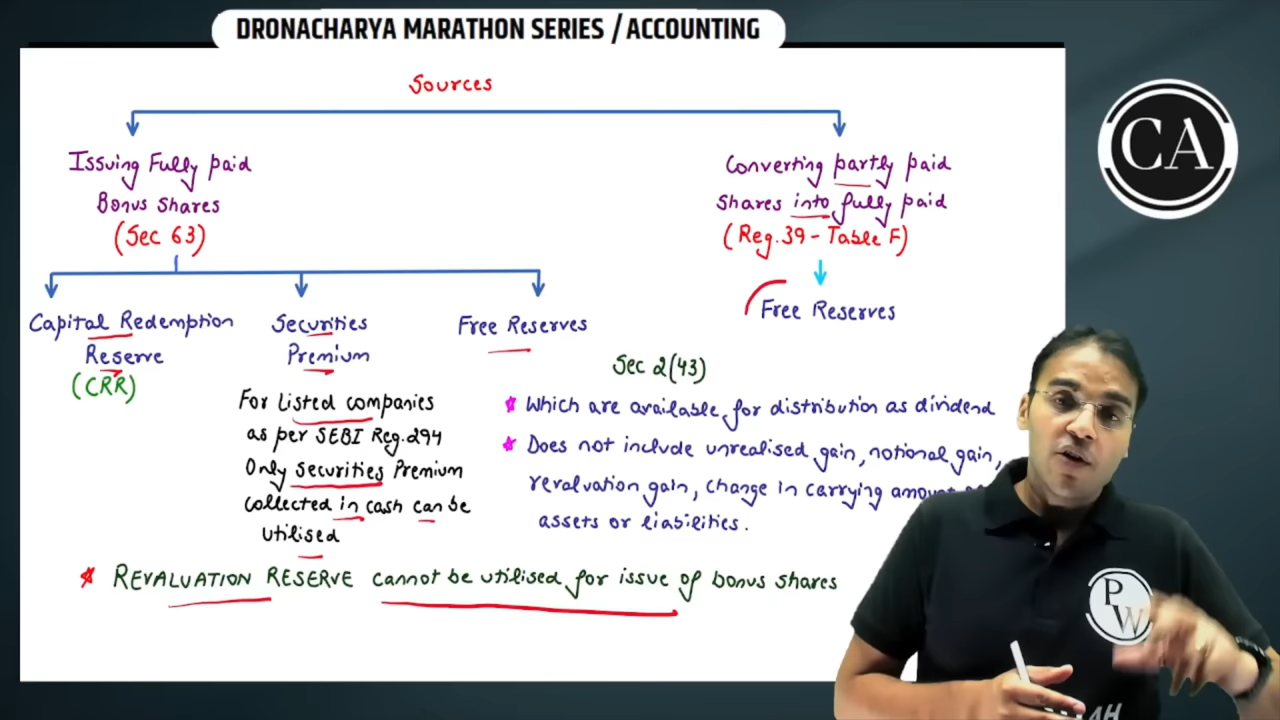 DRONACHARYA MARATHON SERIES / ACCOUNTING
CA
Sources
Issuing Fully paid
Bonus shares
(Sec 63)
Converting partly paid
shares into fully paid
(Reg. 39 - Table F)
Free Reserves
Capital Redemption
Reserve
(CRR)
Securities
Premium
Free Reserves
For Listed companies
as per SEBI Reg. 294
Only securities Premium
collected in cash can be
utilised
Sec 2(43)
* Which are available for distribution as dividend
* Does not include unrealised gain, notional gain,
revaluation gain, change in carrying amount
assets or liabilities.
* REVALUATION RESERVE cannot be utilised for issue of bonus shares
PW